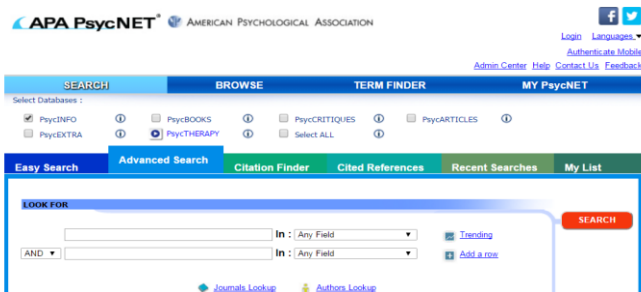 APA PsycNET® AMERICAN PSYCHOLOGICAL ASSOCIATION
Login Languages
Authenticate Mobile
Admin Center Help Contact Us Feedback
SEARCH BROWSE TERM FINDER MY PsycNET
Select Databases :
PsycINFO PsycBOOKS PsycCRITIQUES PsycARTICLES
PsycEXTRA PsycTHERAPY Select ALL
Easy Search Advanced Search Citation Finder Cited References Recent Searches My List
LOOK FOR
SEARCH
In : Any Field Trending
AND In : Any Field Add a row
Journals Lookup Authors Lookup